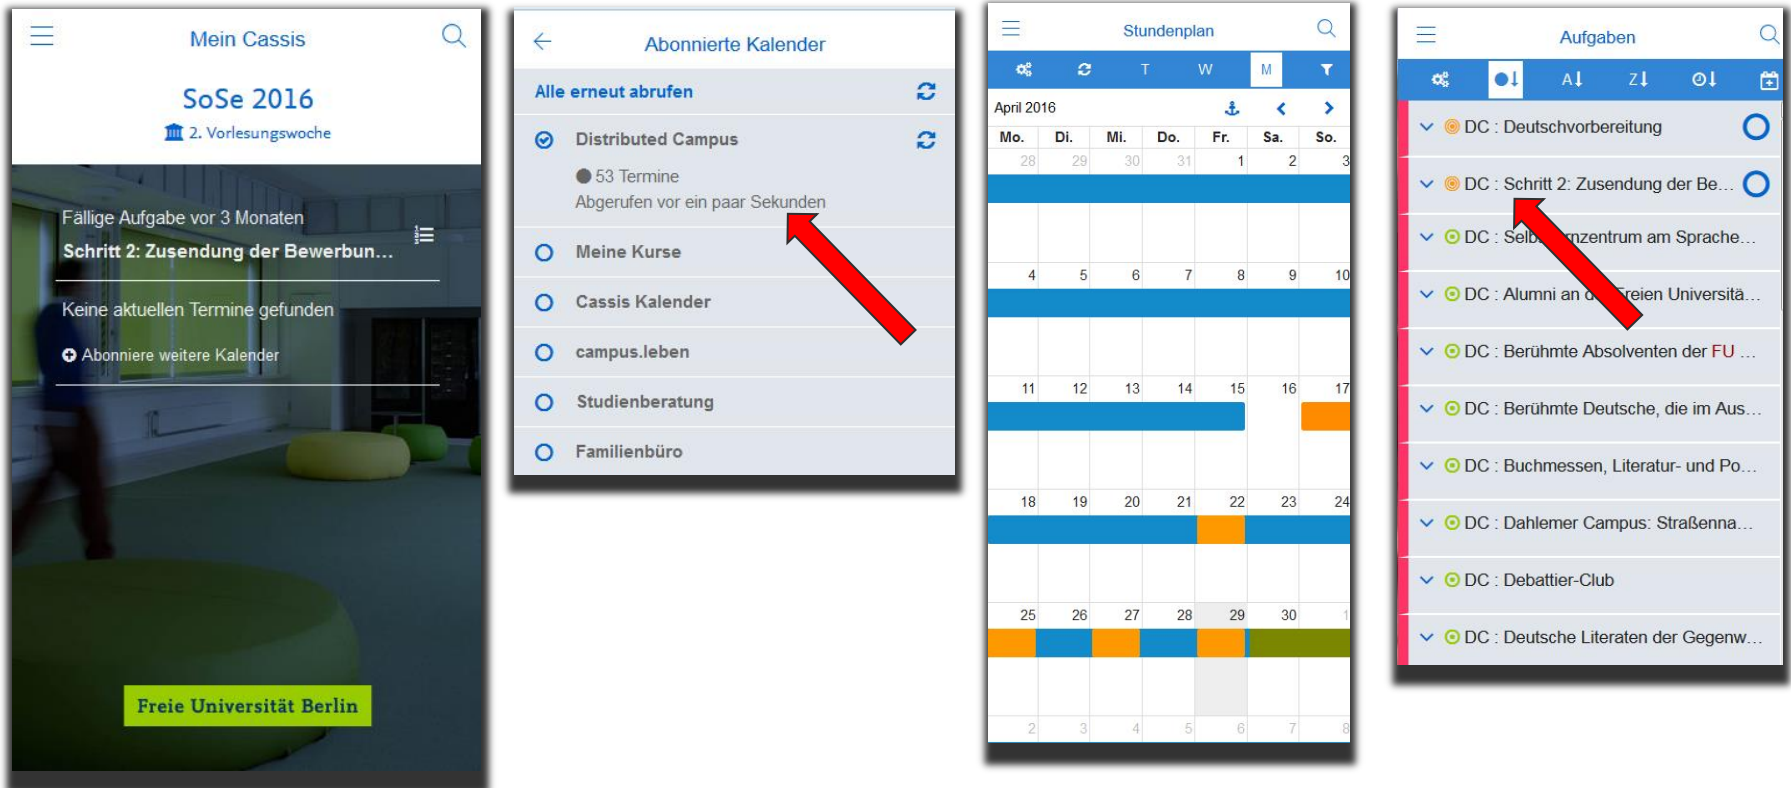 Mein Cassis
SoSe 2016
2. Vorlesungswoche
Fällige Aufgabe vor 3 Monaten
Schritt 2: Zusendung der Bewerbun...
Keine aktuellen Termine gefunden
Abonniere weitere Kalender
Freie Universität Berlin
Abonnierte Kalender
Alle erneut abrufen
Distributed Campus
53 Termine
Abgerufen vor ein paar Sekunden
Meine Kurse
Cassis Kalender
campus.leben
Studienberatung
Familienbüro
Stundenplan
T W M
April 2016
Mo. Di. Mi. Do. Fr. Sa. So.
28 29 30 31 1 2 3
4 5 6 7 8 9 10
11 12 13 14 15 16 17
18 19 20 21 22 23 24
25 26 27 28 29 30 1
2 3 4 5 6 7 8
Aufgaben
A Z
DC : Deutschvorbereitung
DC : Schritt 2: Zusendung der Be...
DC : am Sprache...
DC : Alumni an Freien Universitä...
DC : Berühmte Absolventen der FU ...
DC : Berühmte Deutsche, die im Aus...
DC : Buchmessen, Literatur- und Po...
DC : Dahlemer Campus: Straßenna...
DC : Debattier-Club
DC : Deutsche Literaten der Gegenw...